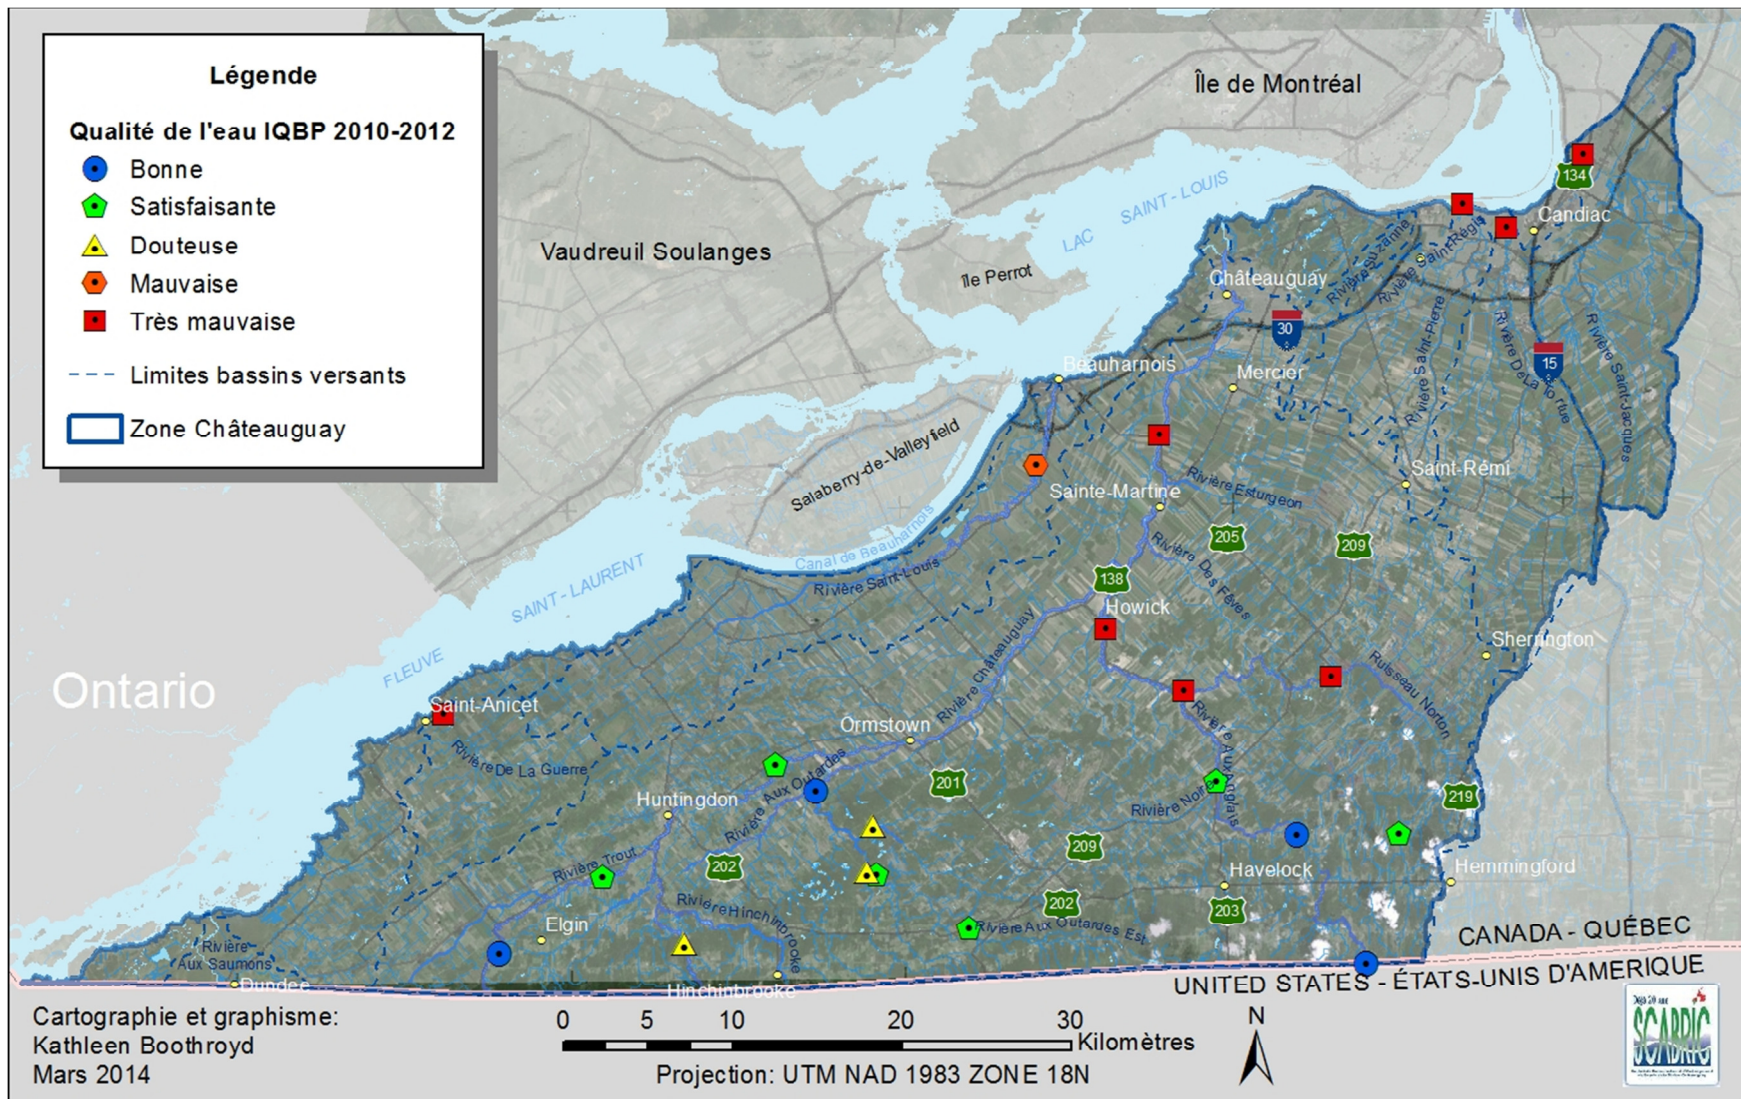 Légende
Qualité de l'eau IQBP 2010-2012
Bonne
Satisfaisante
Douteuse
Mauvaise
Très mauvaise
Limites bassins versants
Zone Châteauguay
Île de Montréal
Vaudreuil Soulanges
île Perrot
LAC SAINT-LOUIS
134
Candiac
Châteauguay
Rivière Suzanne
Rivière Saint-Régis
30
15
Rivière Saint-Pierre
Rivière De La Tortue
Rivière Saint-Jacques
Beauharnois
Mercier
Salaberry-de-Valleyfield
Saint-Rémi
Sainte-Martine
Rivière Esturgeon
Canal de Beauharnois
205
209
Rivière Des Fèves
138
Rivière Saint-Louis
FLEUVE SAINT-LAURENT
Howick
Rivière Châteauguay
Sherrington
Ruisseau Norton
Ontario
Saint-Anicet
Ormstown
Rivière De La Guerre
Rivière Aux Outardes
Rivière Aux Anglais
201
219
Huntingdon
Rivière Noire
209
202
Rivière Trout
Havelock
Hemmingford
202
203
Rivière Hinchinbrooke
Rivière Aux Outardes Est
Elgin
Rivière
Aux Saumons
Dundee
Hinchinbrooke
CANADA - QUÉBEC
UNITED STATES - ÉTATS-UNIS D'AMERIQUE
Cartographie et graphisme:
Kathleen Boothroyd
Mars 2014
0 5 10 20 30
Kilomètres
Projection: UTM NAD 1983 ZONE 18N
N
Déjà 20 ans
SCABRIC